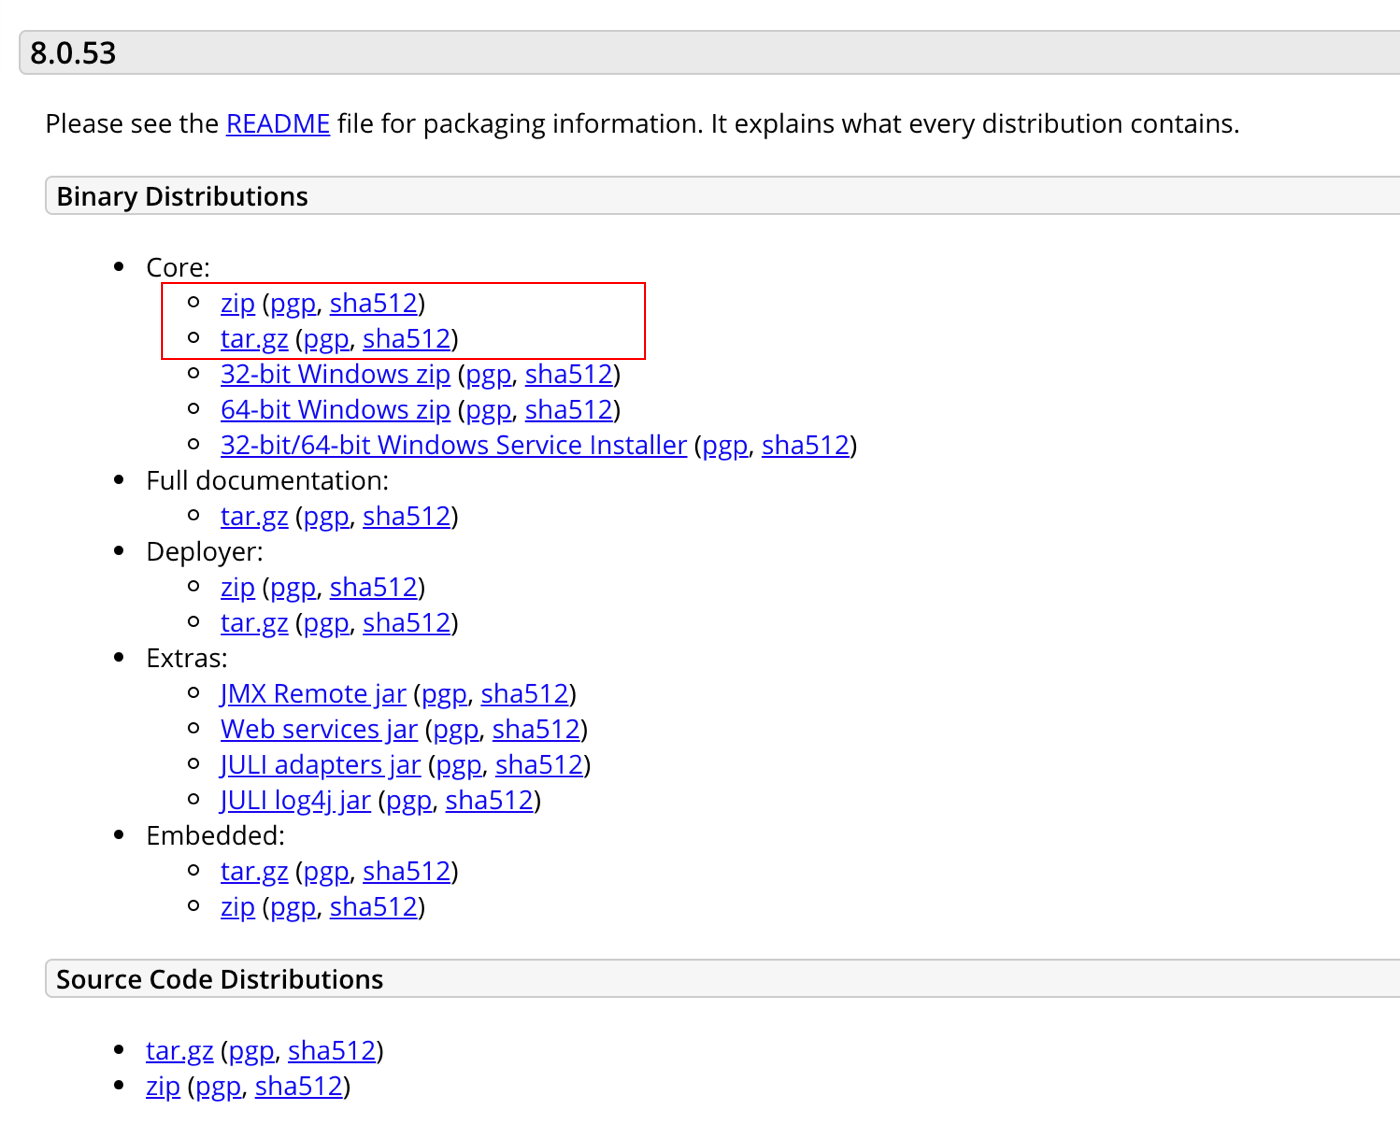 8.0.53
Please see the README file for packaging information. It explains what every distribution contains.
Binary Distributions
Core:
zip (pgp, sha512)
tar.gz (pgp, sha512)
32-bit Windows zip (pgp, sha512)
64-bit Windows zip (pgp, sha512)
32-bit/64-bit Windows Service Installer (pgp, sha512)
Full documentation:
tar.gz (pgp, sha512)
Deployer:
zip (pgp, sha512)
tar.gz (pgp, sha512)
Extras:
JMX Remote jar (pgp, sha512)
Web services jar (pgp, sha512)
JULI adapters jar (pgp, sha512)
JULI log4j jar (pgp, sha512)
Embedded:
tar.gz (pgp, sha512)
zip (pgp, sha512)
Source Code Distributions
tar.gz (pgp, sha512)
zip (pgp, sha512)